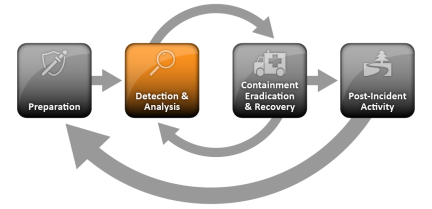 Preparation
Detection &
Analysis
Containment
Eradication
& Recovery
Post-Incident
Activity